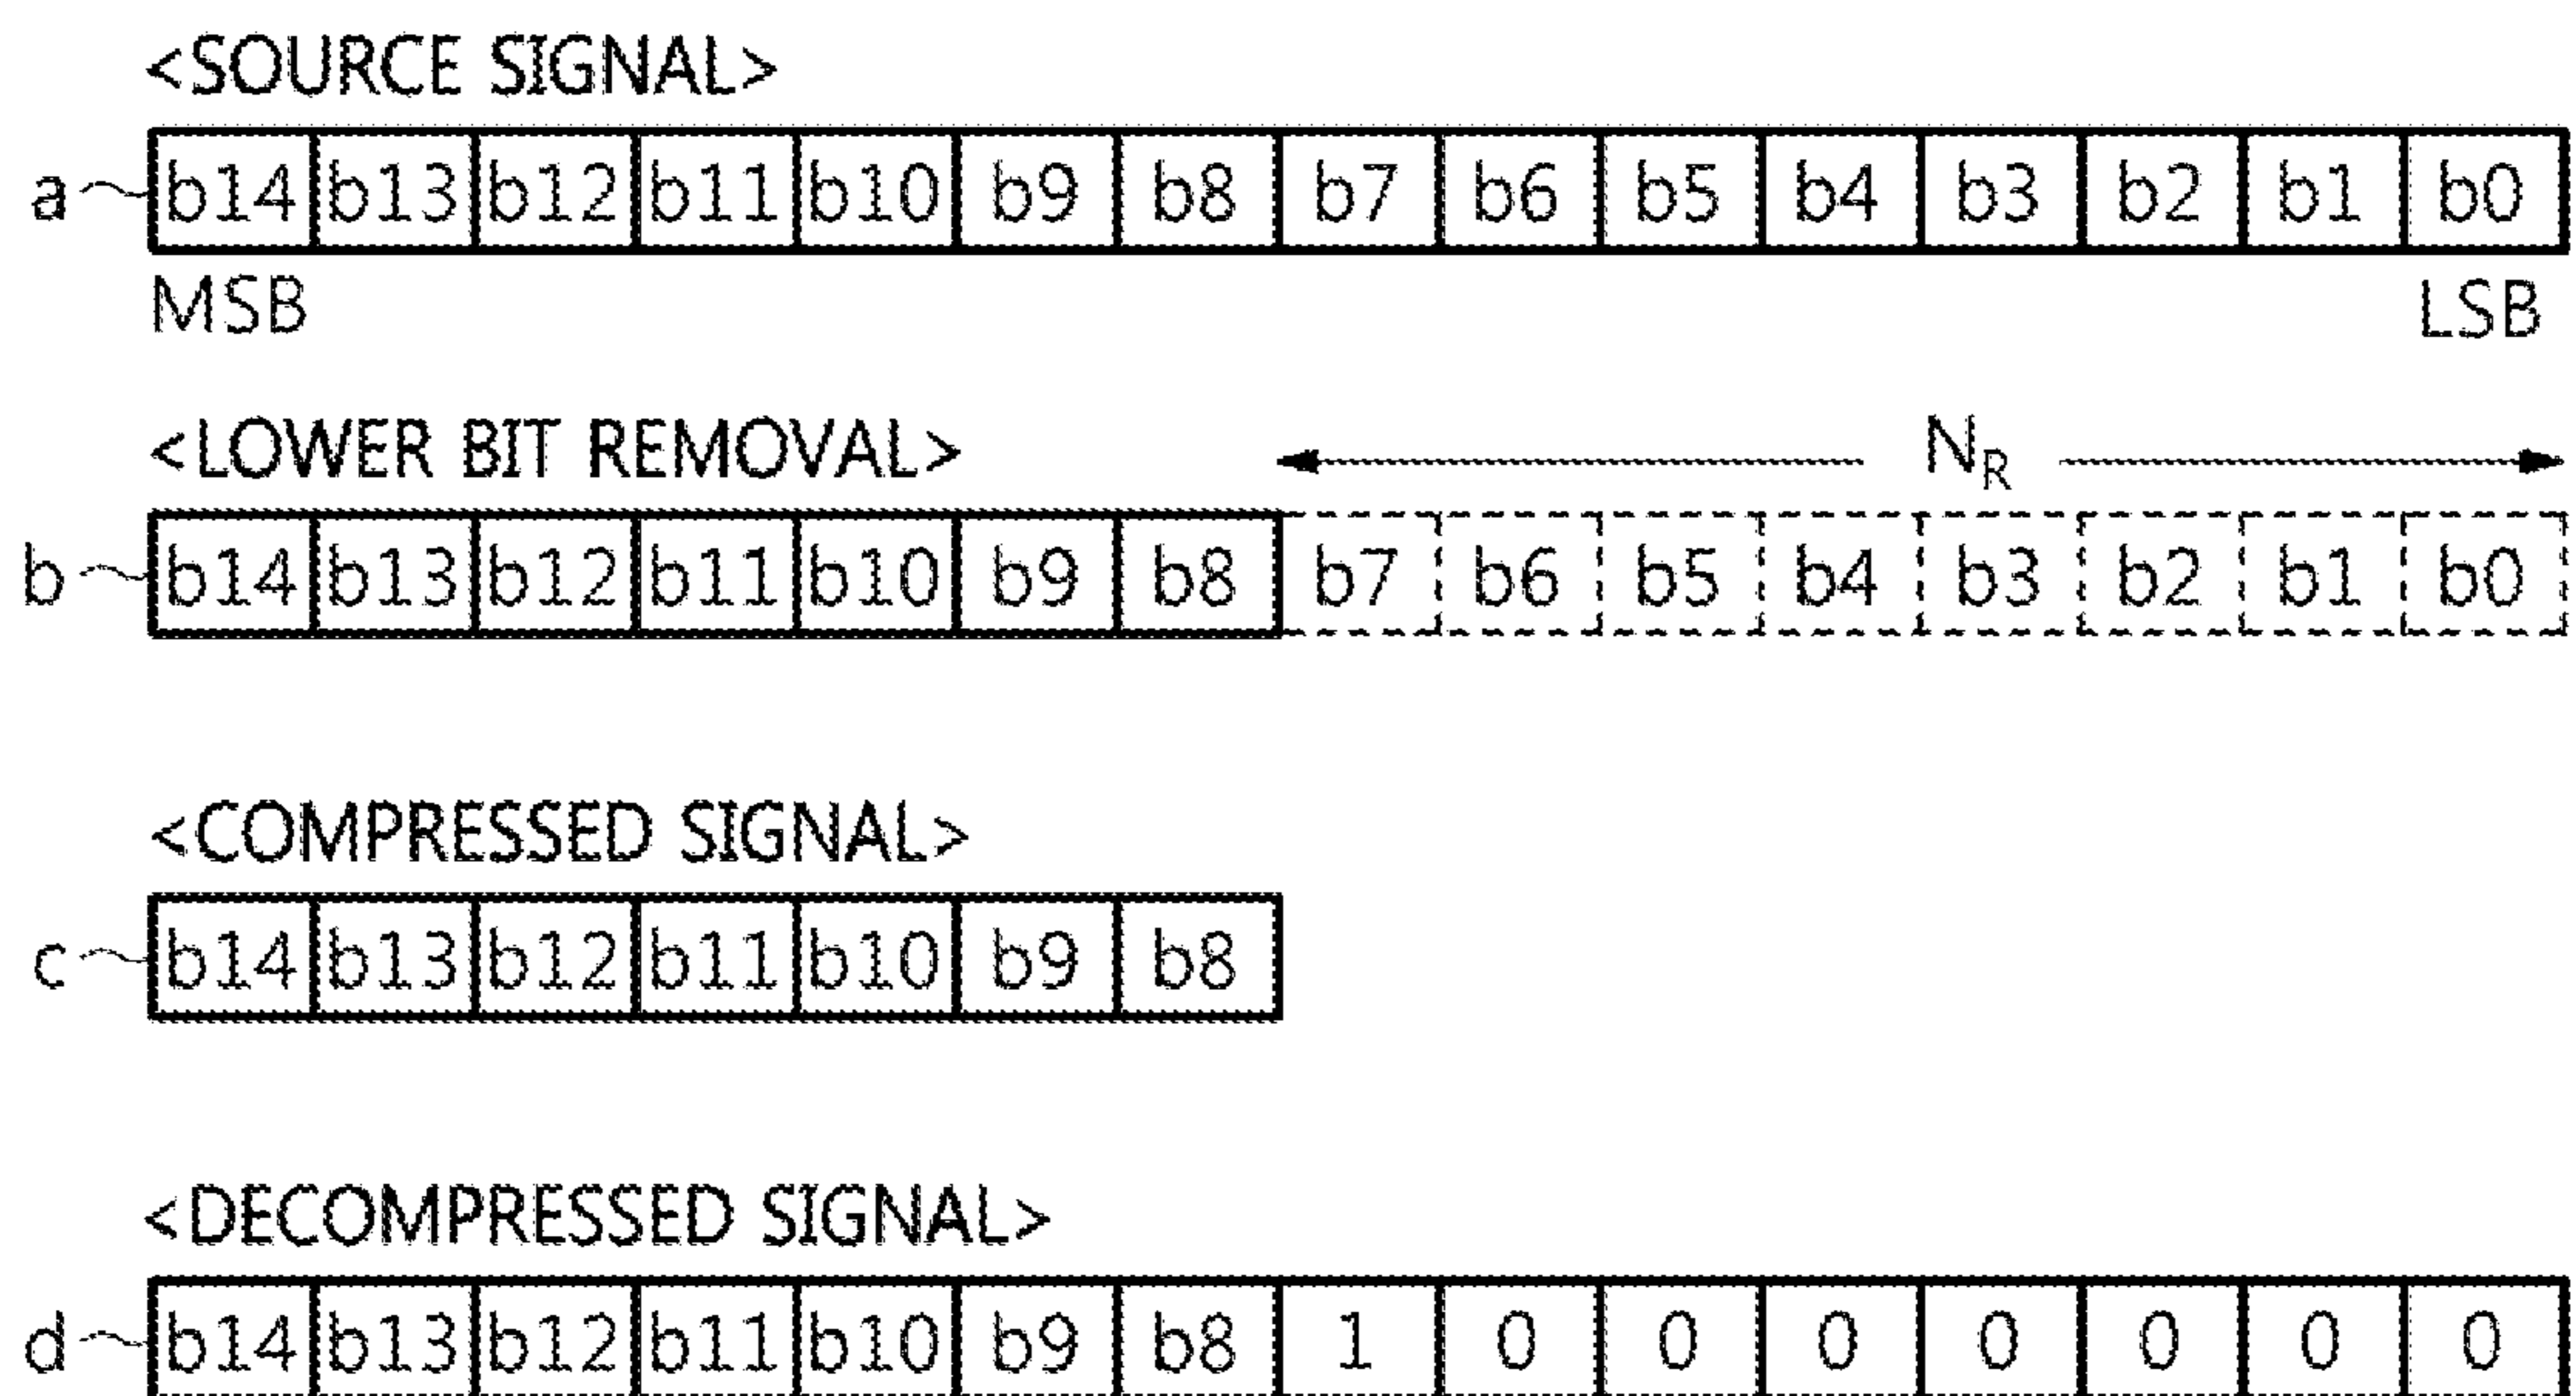 <SOURCE SIGNAL>
a b14 b13 b12 b11 b10 b9 b8 b7 b6 b5 b4 b3 b2 b1 b0
MSB LSB
<LOWER BIT REMOVAL> NR
b b14 b13 b12 b11 b10 b9 b8 b7 b6 b5 b4 b3 b2 b1 b0
<COMPRESSED SIGNAL>
c b14 b13 b12 b11 b10 b9 b8
<DECOMPRESSED SIGNAL>
d b14 b13 b12 b11 b10 b9 b8 1 0 0 0 0 0 0 0